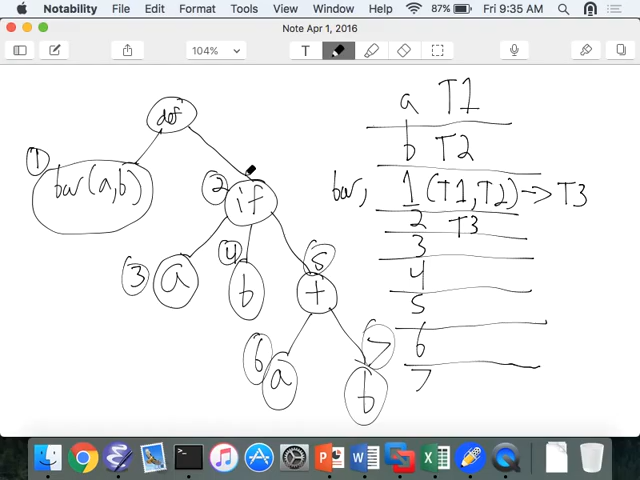 Notability File Edit Format Tools Window Help 87% Fri 9:35 AM
Note Apr 1, 2016
104% T
a T1
def
b T2
1
bar(a,b)
2
if
bar, 1 (T1,T2) -> T3
2 T3
3
4
5
3
a
4
b
+
6
a
7
b
5
6
7